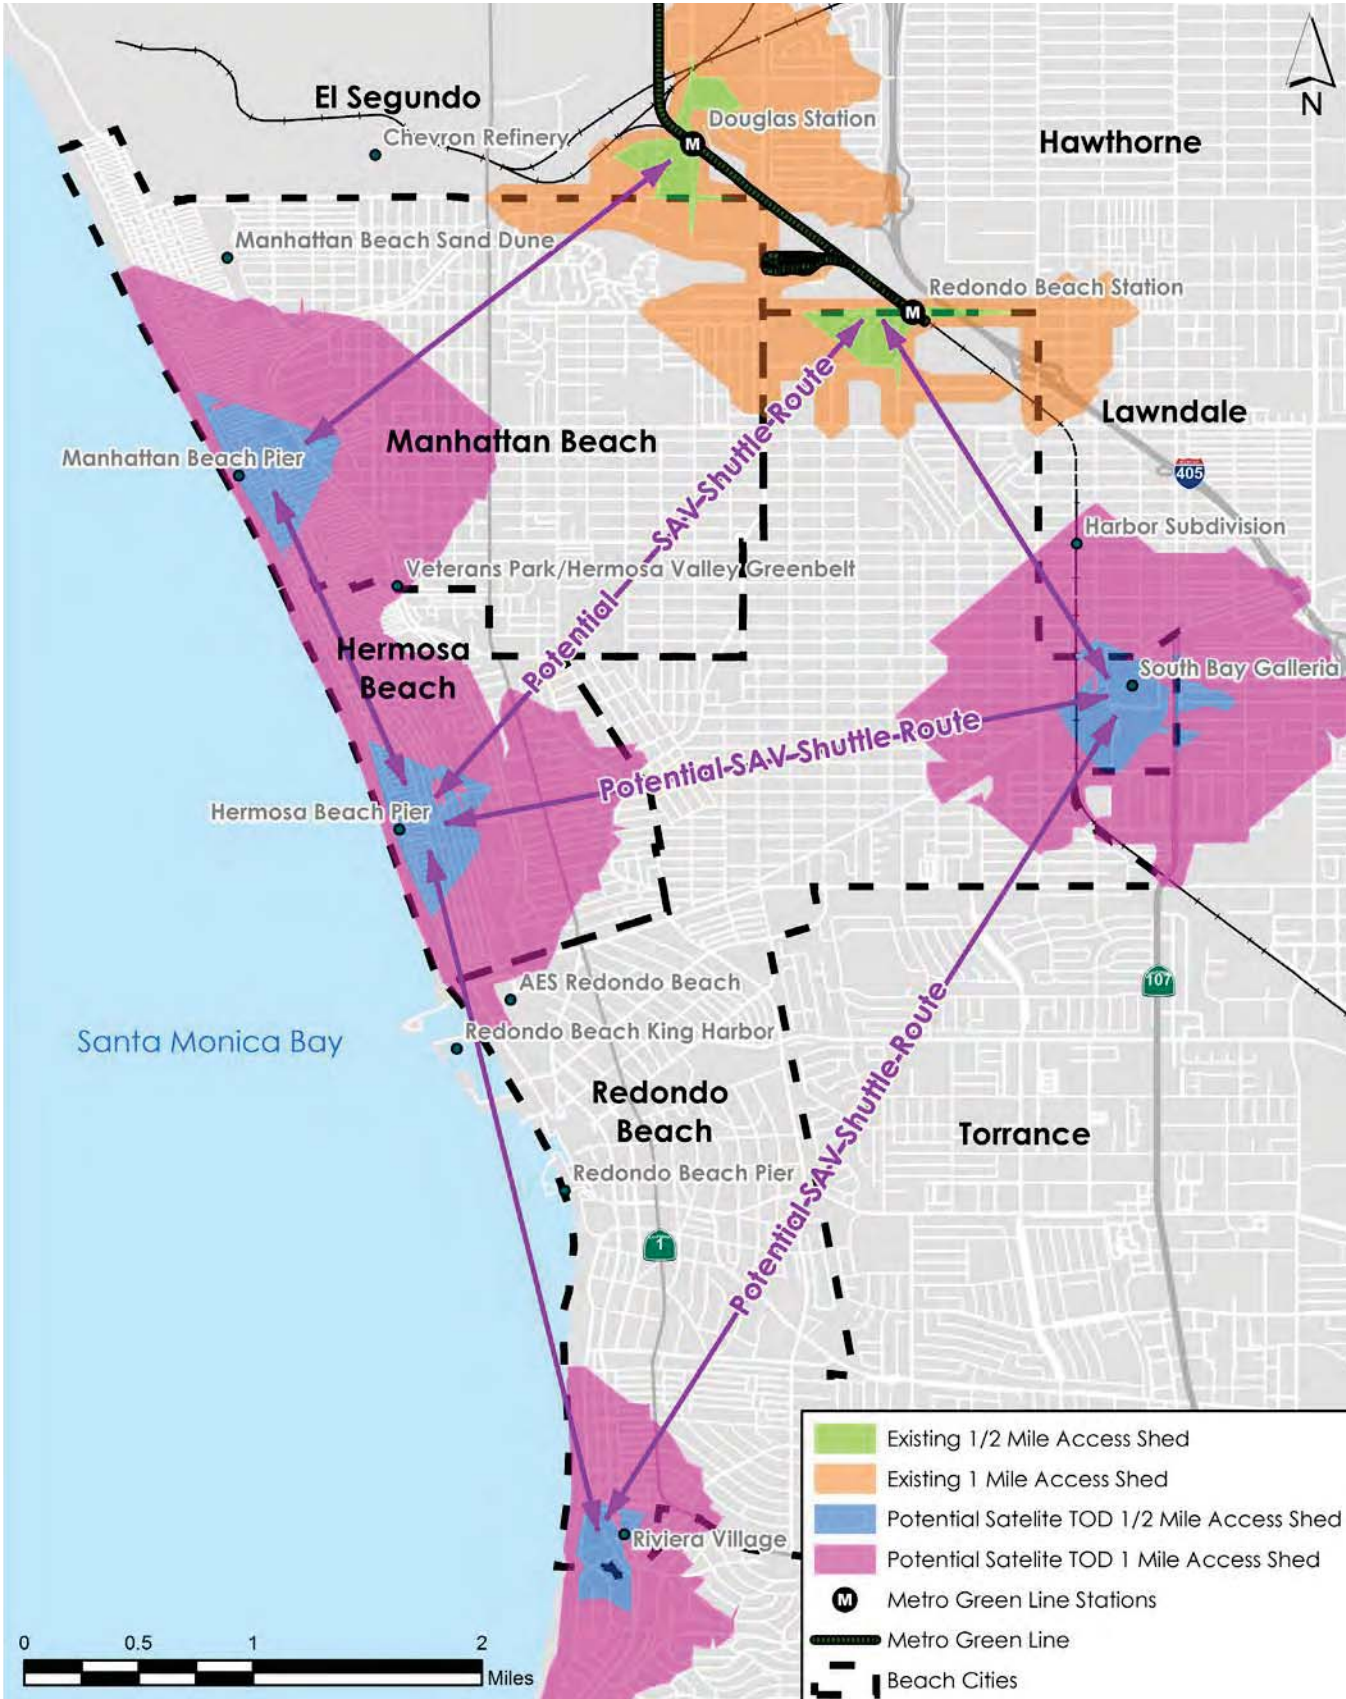 El Segundo
Chevron Refinery
Douglas Station
M
Hawthorne
N
Manhattan Beach Sand Dune
Redondo Beach Station
M
Lawndale
Manhattan Beach
Manhattan Beach Pier
405
Potential-SAV-Shuttle-Route
Harbor Subdivision
Veterans Park/Hermosa Valley Greenbelt
Hermosa
Beach
South Bay Galleria
Potential-SAV-Shuttle-Route
Hermosa Beach Pier
AES Redondo Beach
107
Redondo Beach King Harbor
Santa Monica Bay
Redondo
Beach
Torrance
Potential-SAV-Shuttle-Route
Redondo Beach Pier
1
Riviera Village
Existing 1/2 Mile Access Shed
Existing 1 Mile Access Shed
Potential Satelite TOD 1/2 Mile Access Shed
Potential Satelite TOD 1 Mile Access Shed
M Metro Green Line Stations
Metro Green Line
Beach Cities
0 0.5 1 2
Miles